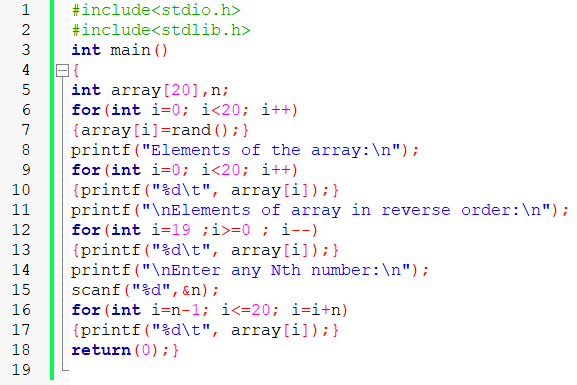 1 #include<stdio.h>
2 #include<stdlib.h>
3 int main()
4 {
5 int array[20],n;
6 for(int i=0; i<20; i++)
7 {array[i]=rand();}
8 printf("Elements of the array:\n");
9 for(int i=0; i<20; i++)
10 {printf("%d\t", array[i]);}
11 printf("\nElements of array in reverse order:\n");
12 for(int i=19 ;i>=0 ; i--)
13 {printf("%d\t", array[i]);}
14 printf("\nEnter any Nth number:\n");
15 scanf("%d",&n);
16 for(int i=n-1; i<=20; i=i+n)
17 {printf("%d\t", array[i]);}
18 return(0);}
19